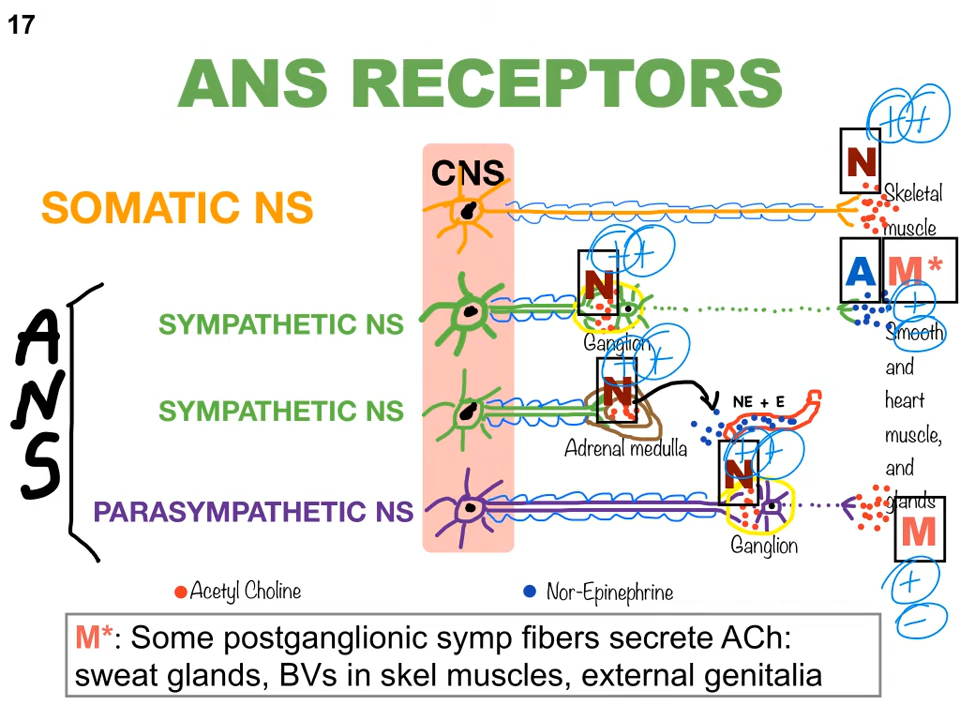 17
ANS RECEPTORS
CNS
N
++
SOMATIC NS
Skeletal
muscle
N
++
A M*
+
SYMPATHETIC NS
Ganglion
Smooth
and
heart
muscle,
and
glands
ANS
N
++
SYMPATHETIC NS
Adrenal medulla
NE + E
N
++
PARASYMPATHETIC NS
Ganglion
M
+
-
Acetyl Choline
Nor-Epinephrine
M*: Some postganglionic symp fibers secrete ACh:
sweat glands, BVs in skel muscles, external genitalia